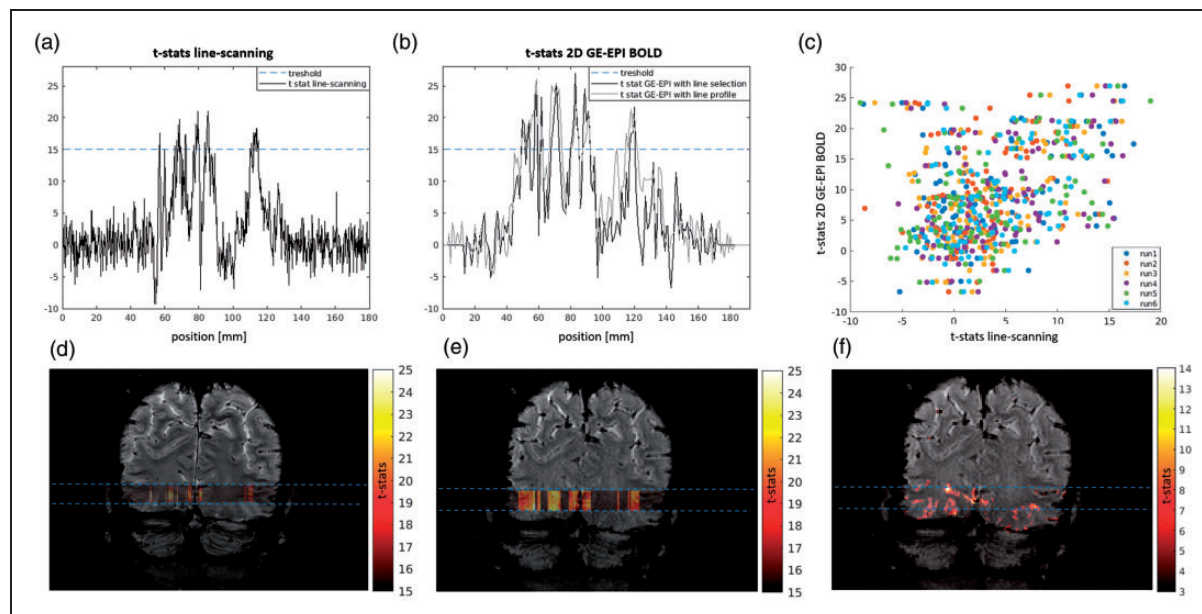 (a)
t-stats line-scanning
treshold
t stat line-scanning
25
20
15
10
5
0
-5
-10
0 20 40 60 80 100 120 140 160 180
position [mm]
(b)
t-stats 2D GE-EPI BOLD
treshold
t stat GE-EPI with line selection
t stat GE-EPI with line profile
25
20
15
10
5
0
-5
-10
0 20 40 60 80 100 120 140 160 180
position [mm]
(c)
t-stats 2D GE-EPI BOLD
30
25
20
15
10
5
0
-5
-10
-10 -5 0 5 10 15 20
t-stats line-scanning
run1
run2
run3
run4
run5
run6
(d)
25
24
23
22
21
20
19
18
17
16
15
t-stats
(e)
25
24
23
22
21
20
19
18
17
16
15
t-stats
(f)
14
13
12
11
10
9
8
7
6
5
4
3
t-stats